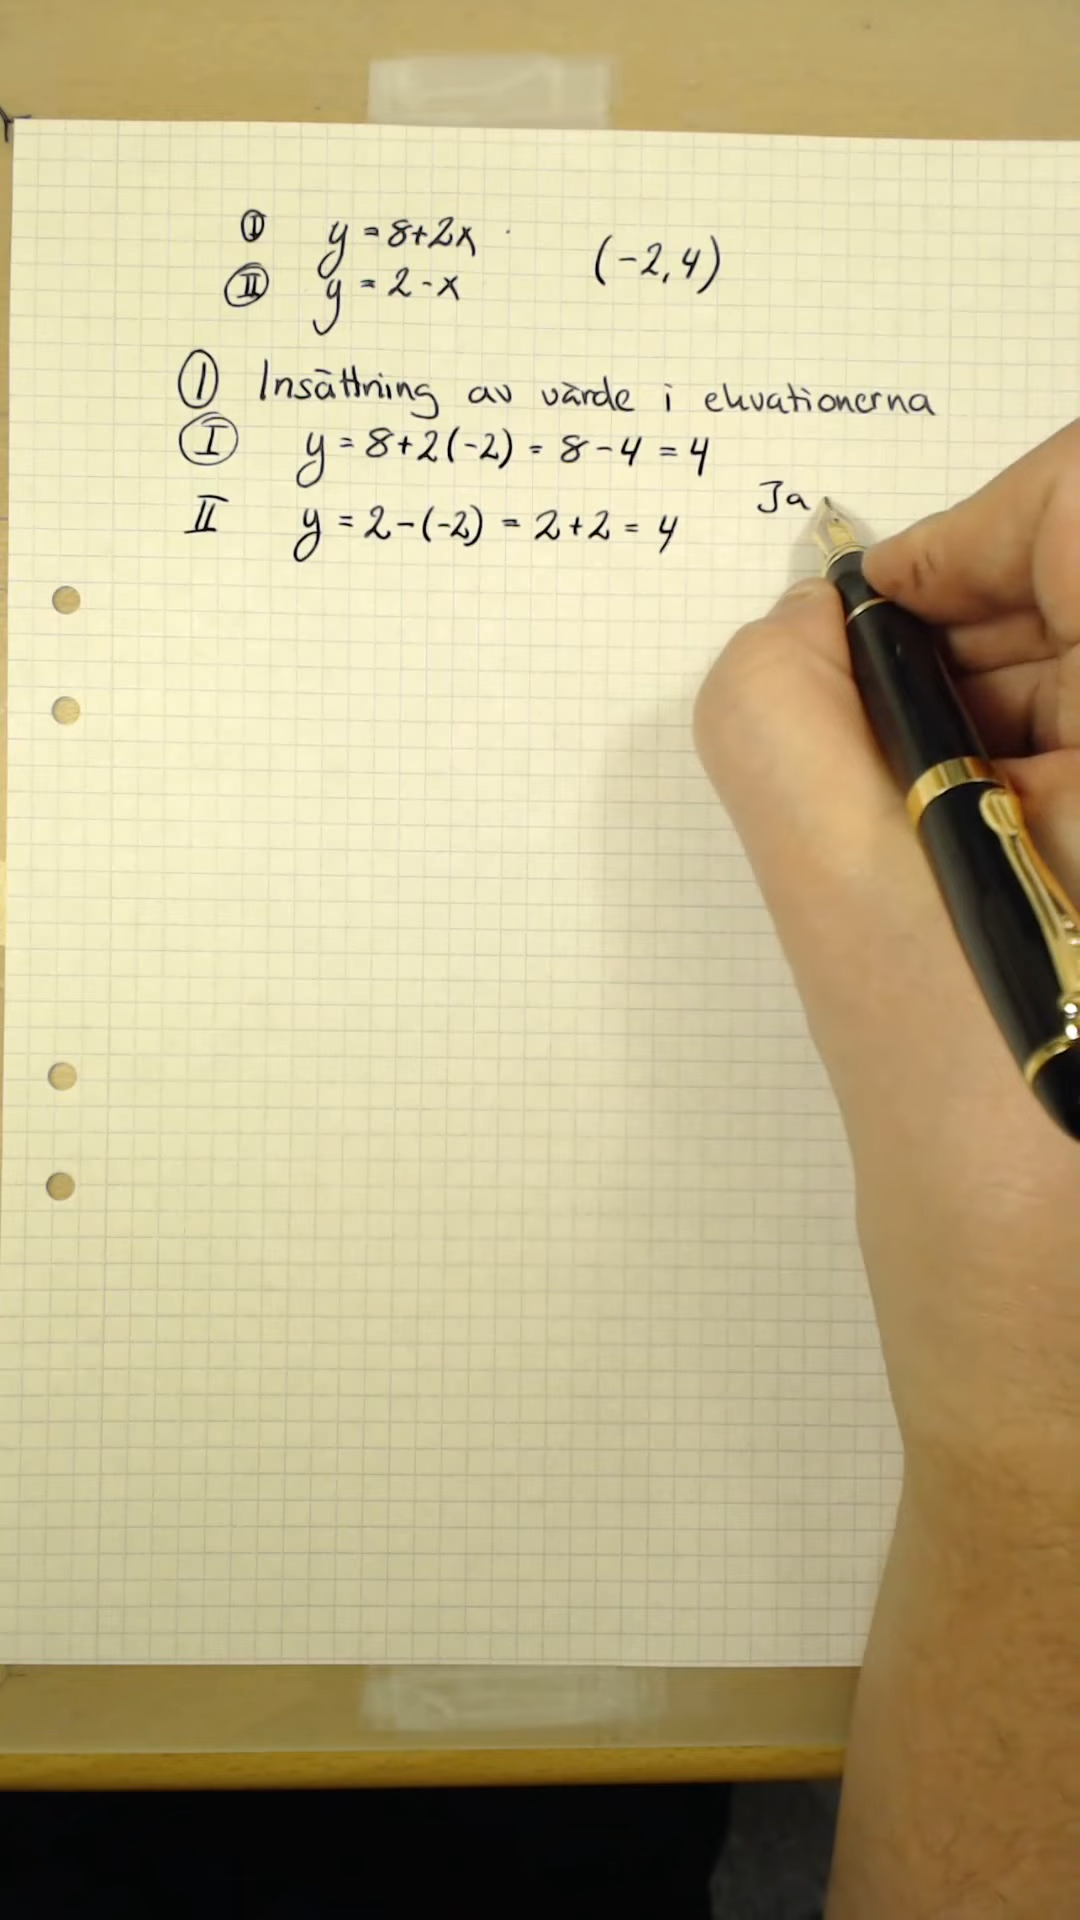 Ⓘ y = 8+2x (-2,4)
Ⓘ︎Ⓘ y = 2-x
① Insättning av värde i ekvationerna
Ⓘ y = 8+2(-2) = 8-4 = 4
II y = 2-(-2) = 2+2 = 4 Ja